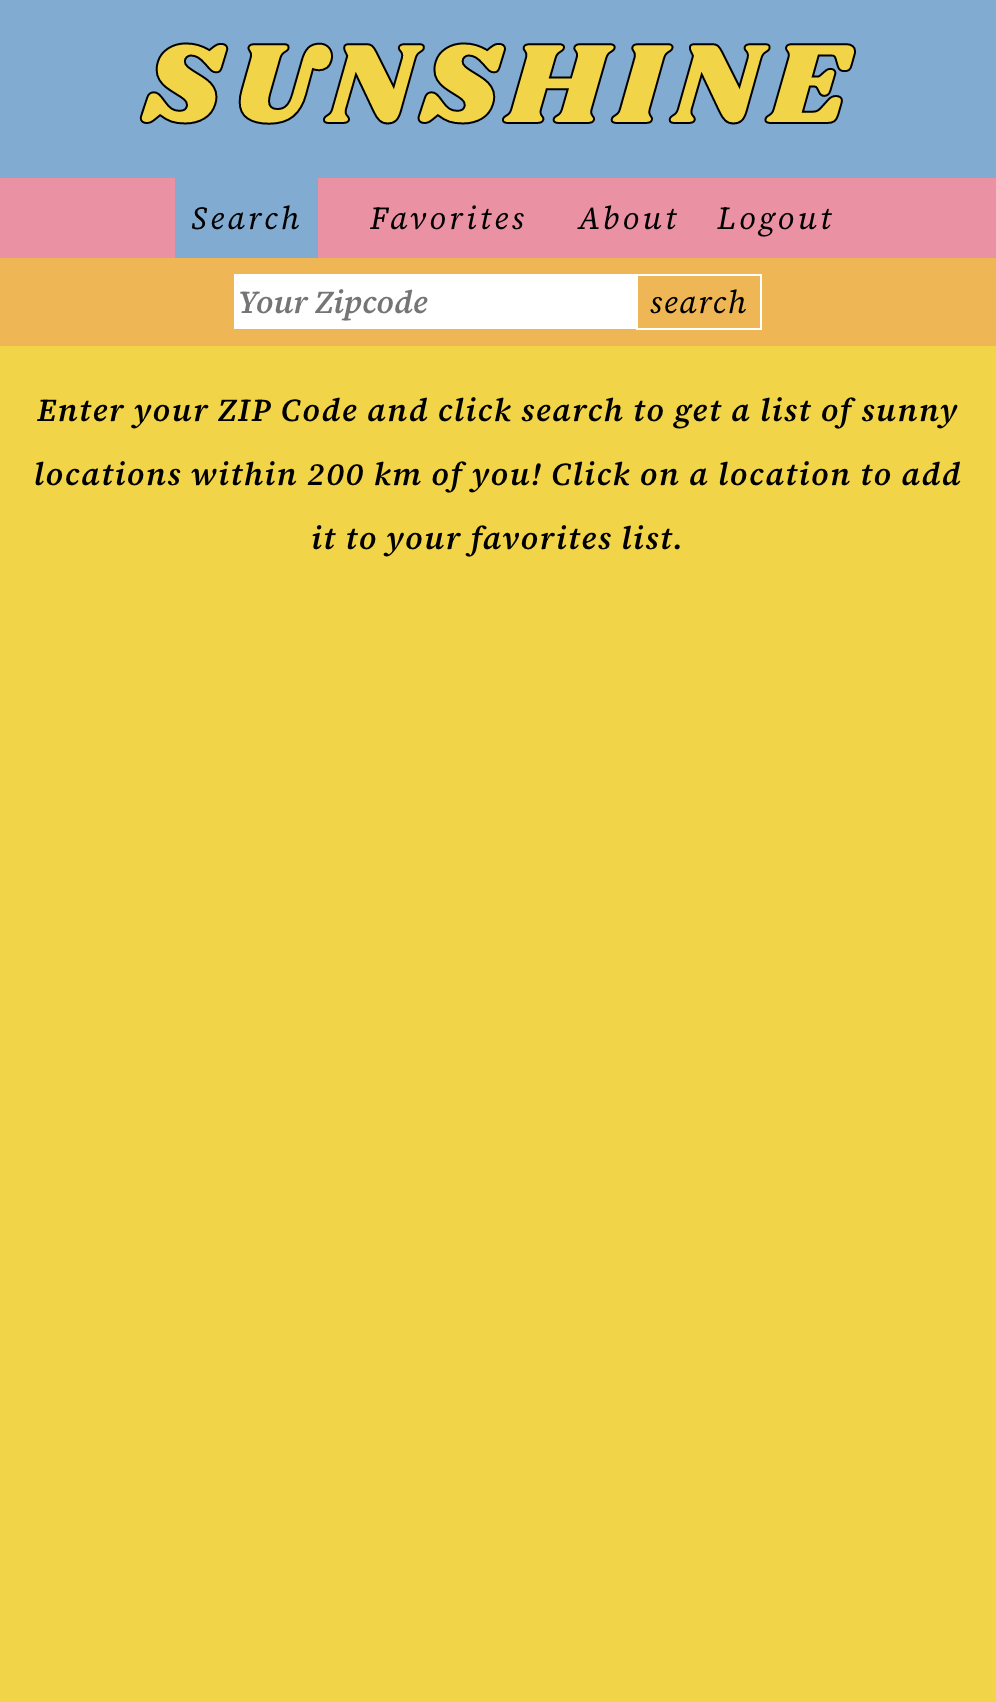 SUNSHINE
Search Favorites About Logout
Your Zipcode search
Enter your ZIP Code and click search to get a list of sunny
locations within 200 km of you! Click on a location to add
it to your favorites list.